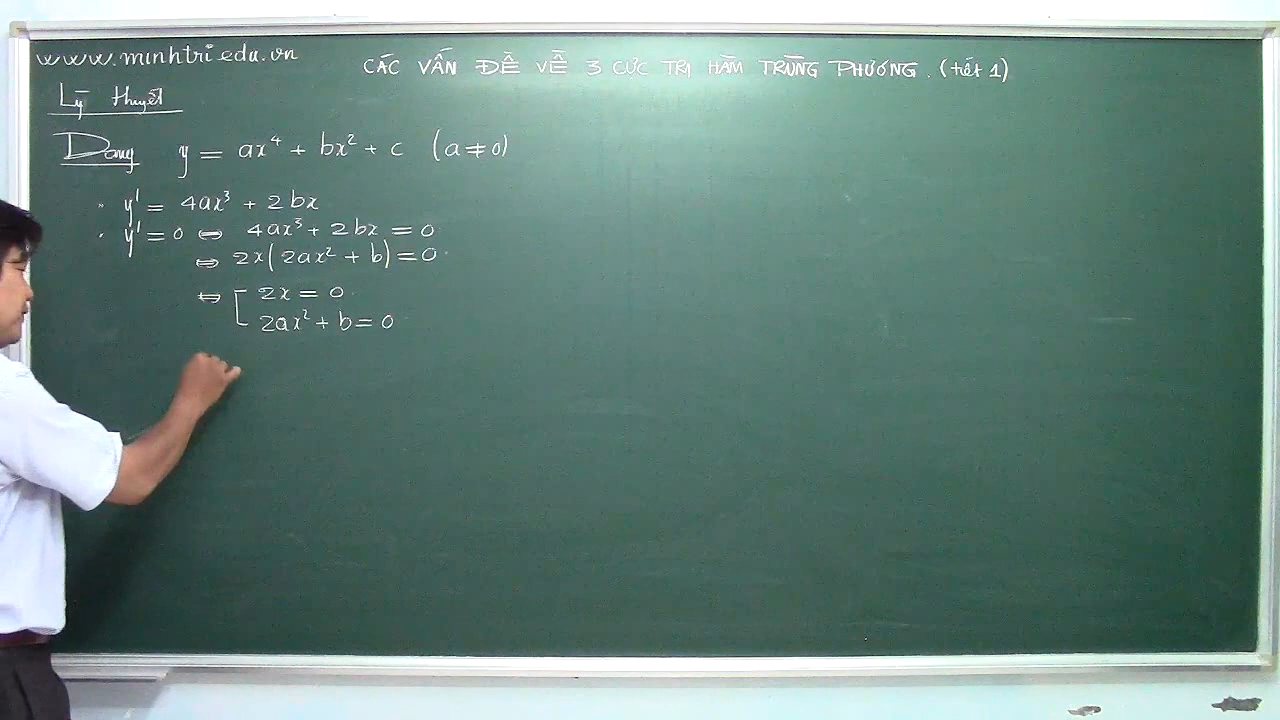 www.minhtriedu.vn
CÁC VẤN ĐỀ VỀ 3 CỰC TRỊ HÀM TRÙNG PHƯƠNG. (tiết 1)
Lý thuyết
Dạng y = ax⁴ + bx² + c (a ≠ 0)
y' = 4ax³ + 2bx
y' = 0 ⇔ 4ax³ + 2bx = 0
⇔ 2x(2ax² + b) = 0
⇔ [ 2x = 0
2ax² + b = 0